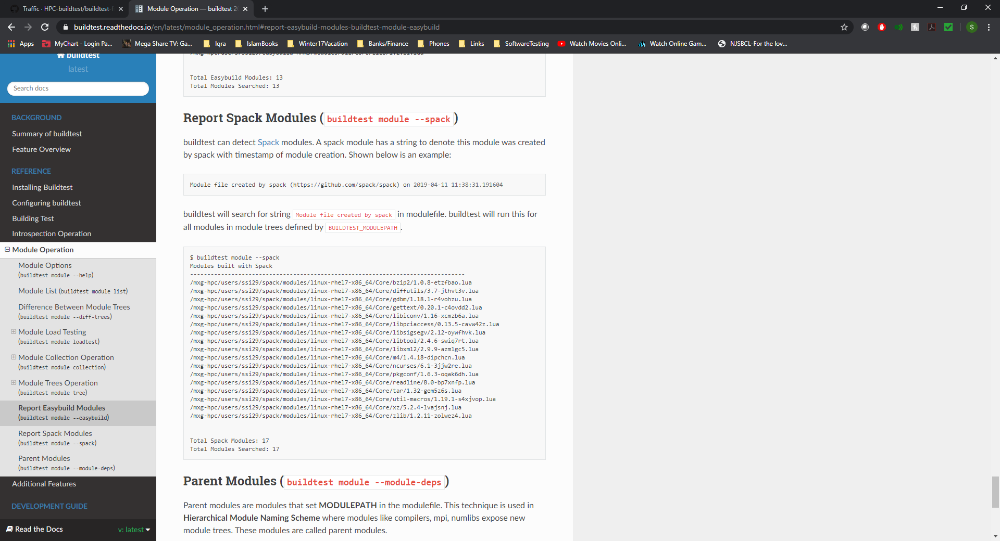 Traffic · HPC-buildtest/buildtest-f
Module Operation — buildtest 20
buildtest.readthedocs.io/en/latest/module_operation.html#report-easybuild-modules-buildtest-module-easybuild
S
Apps
MyChart - Login Pa...
Mega Share TV: Ga...
Iqra
IslamBooks
Winter17Vacation
Banks/Finance
Phones
Links
SoftwareTesting
Watch Movies Onli...
Watch Online Gam...
NJSBCL-For the lov...
buildtest
latest
Search docs
BACKGROUND
Summary of buildtest
Feature Overview
REFERENCE
Installing Buildtest
Configuring buildtest
Building Test
Introspection Operation
Module Operation
Module Options
(buildtest module --help)
Module List (buildtest module list)
Difference Between Module Trees
(buildtest module --diff-trees)
Module Load Testing
(buildtest module loadtest)
Module Collection Operation
(buildtest module collection)
Module Trees Operation
(buildtest module tree)
Report Easybuild Modules
(buildtest module --easybuild)
Report Spack Modules
(buildtest module --spack)
Parent Modules
(buildtest module --module-deps)
Additional Features
DEVELOPMENT GUIDE
Read the Docs
v: latest
Total Easybuild Modules: 13
Total Modules Searched: 13
Report Spack Modules (buildtest module --spack)
buildtest can detect Spack modules. A spack module has a string to denote this module was created
by spack with timestamp of module creation. Shown below is an example:
Module file created by spack (https://github.com/spack/spack) on 2019-04-11 11:38:31.191604
buildtest will search for string Module file created by spack in modulefile. buildtest will run this for
all modules in module trees defined by BUILDTEST_MODULEPATH.
$ buildtest module --spack
Modules built with Spack
--------------------------------------------------------------------------------
/mxg-hpc/users/ssi29/spack/modules/linux-rhel7-x86_64/Core/bzip2/1.0.8-etzfbao.lua
/mxg-hpc/users/ssi29/spack/modules/linux-rhel7-x86_64/Core/diffutils/3.7-jthvt3v.lua
/mxg-hpc/users/ssi29/spack/modules/linux-rhel7-x86_64/Core/gdbm/1.18.1-r4vohzu.lua
/mxg-hpc/users/ssi29/spack/modules/linux-rhel7-x86_64/Core/gettext/0.20.1-c4ovdd2.lua
/mxg-hpc/users/ssi29/spack/modules/linux-rhel7-x86_64/Core/libiconv/1.16-xcmzb6a.lua
/mxg-hpc/users/ssi29/spack/modules/linux-rhel7-x86_64/Core/libpciaccess/0.13.5-cavw42z.lua
/mxg-hpc/users/ssi29/spack/modules/linux-rhel7-x86_64/Core/libsigsegv/2.12-oywfhvk.lua
/mxg-hpc/users/ssi29/spack/modules/linux-rhel7-x86_64/Core/libtool/2.4.6-swiq7rt.lua
/mxg-hpc/users/ssi29/spack/modules/linux-rhel7-x86_64/Core/libxml2/2.9.9-azmlgc5.lua
/mxg-hpc/users/ssi29/spack/modules/linux-rhel7-x86_64/Core/m4/1.4.18-dipchcn.lua
/mxg-hpc/users/ssi29/spack/modules/linux-rhel7-x86_64/Core/ncurses/6.1-3jjw2re.lua
/mxg-hpc/users/ssi29/spack/modules/linux-rhel7-x86_64/Core/pkgconf/1.6.3-oqak6dh.lua
/mxg-hpc/users/ssi29/spack/modules/linux-rhel7-x86_64/Core/readline/8.0-bp7xnfp.lua
/mxg-hpc/users/ssi29/spack/modules/linux-rhel7-x86_64/Core/tar/1.32-gem5z6s.lua
/mxg-hpc/users/ssi29/spack/modules/linux-rhel7-x86_64/Core/util-macros/1.19.1-s4xjvop.lua
/mxg-hpc/users/ssi29/spack/modules/linux-rhel7-x86_64/Core/xz/5.2.4-lvajsnj.lua
/mxg-hpc/users/ssi29/spack/modules/linux-rhel7-x86_64/Core/zlib/1.2.11-zolwez4.lua
Total Spack Modules: 17
Total Modules Searched: 17
Parent Modules (buildtest module --module-deps)
Parent modules are modules that set MODULEPATH in the modulefile. This technique is used in
Hierarchical Module Naming Scheme where modules like compilers, mpi, numlibs expose new
module trees. These modules are called parent modules.